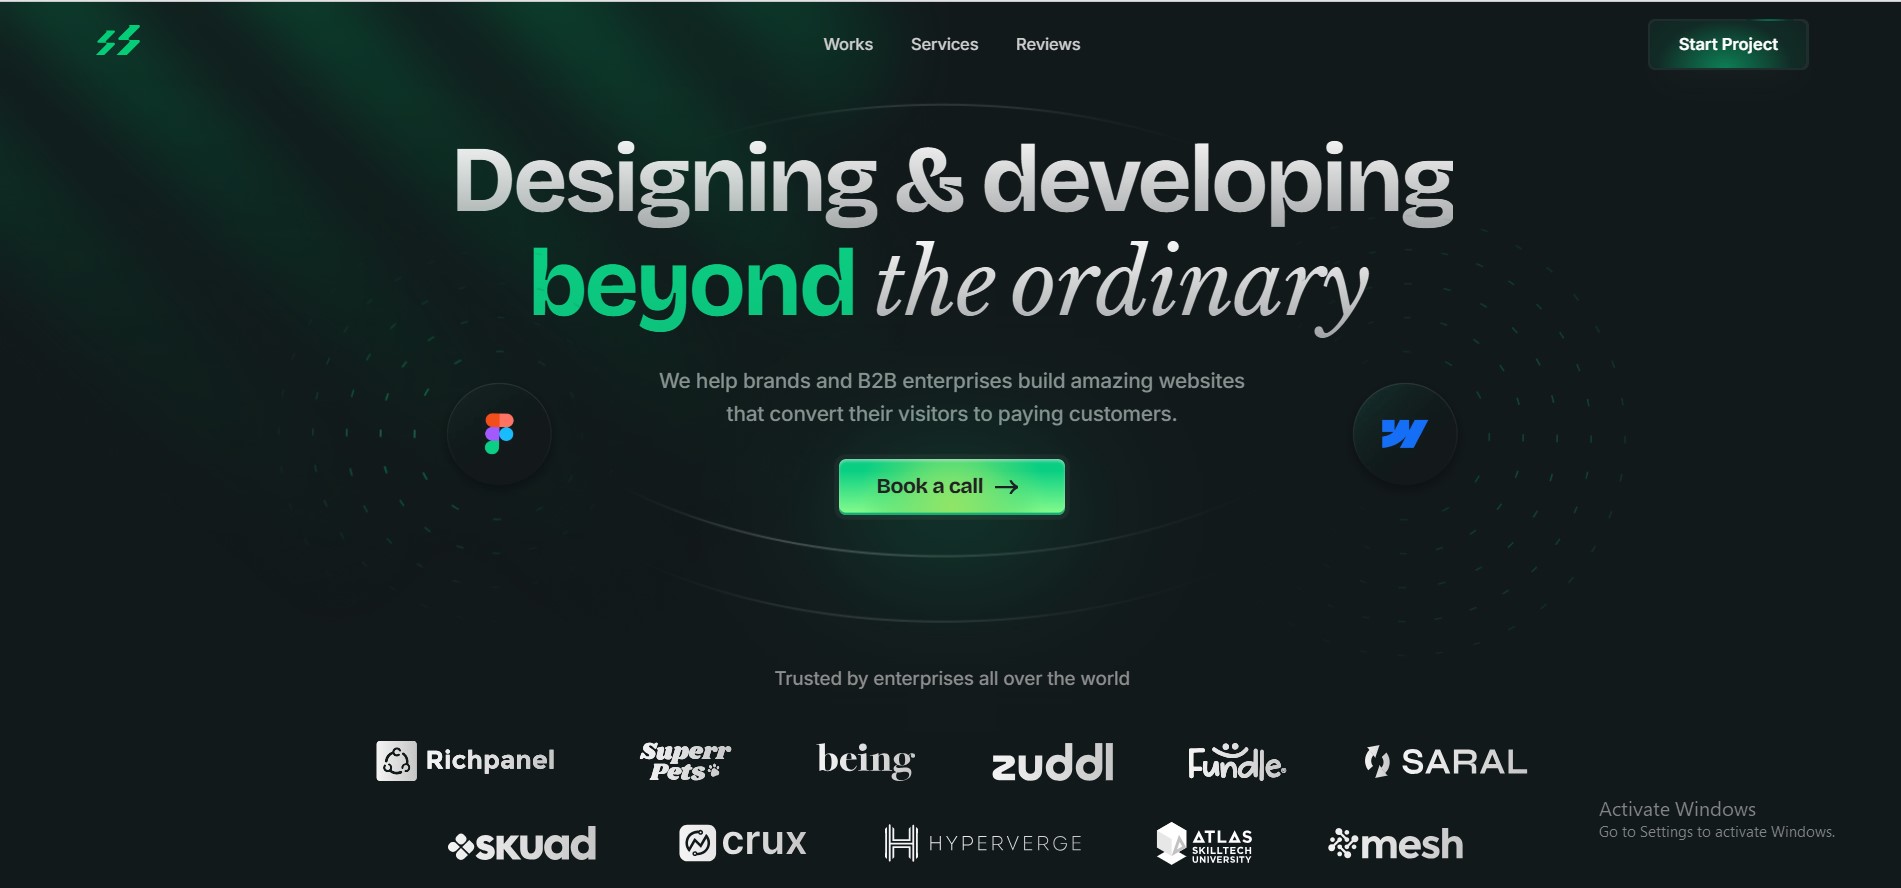 Works Services Reviews Start Project
Designing & developing
beyond the ordinary
We help brands and B2B enterprises build amazing websites
that convert their visitors to paying customers.
Book a call →
Trusted by enterprises all over the world
Richpanel
Superr
Pets
being
zuddl
Fundle
SARAL
skuad
crux
HYPERVERGE
ATLAS
SKILLTECH
UNIVERSITY
mesh
Activate Windows
Go to Settings to activate Windows.